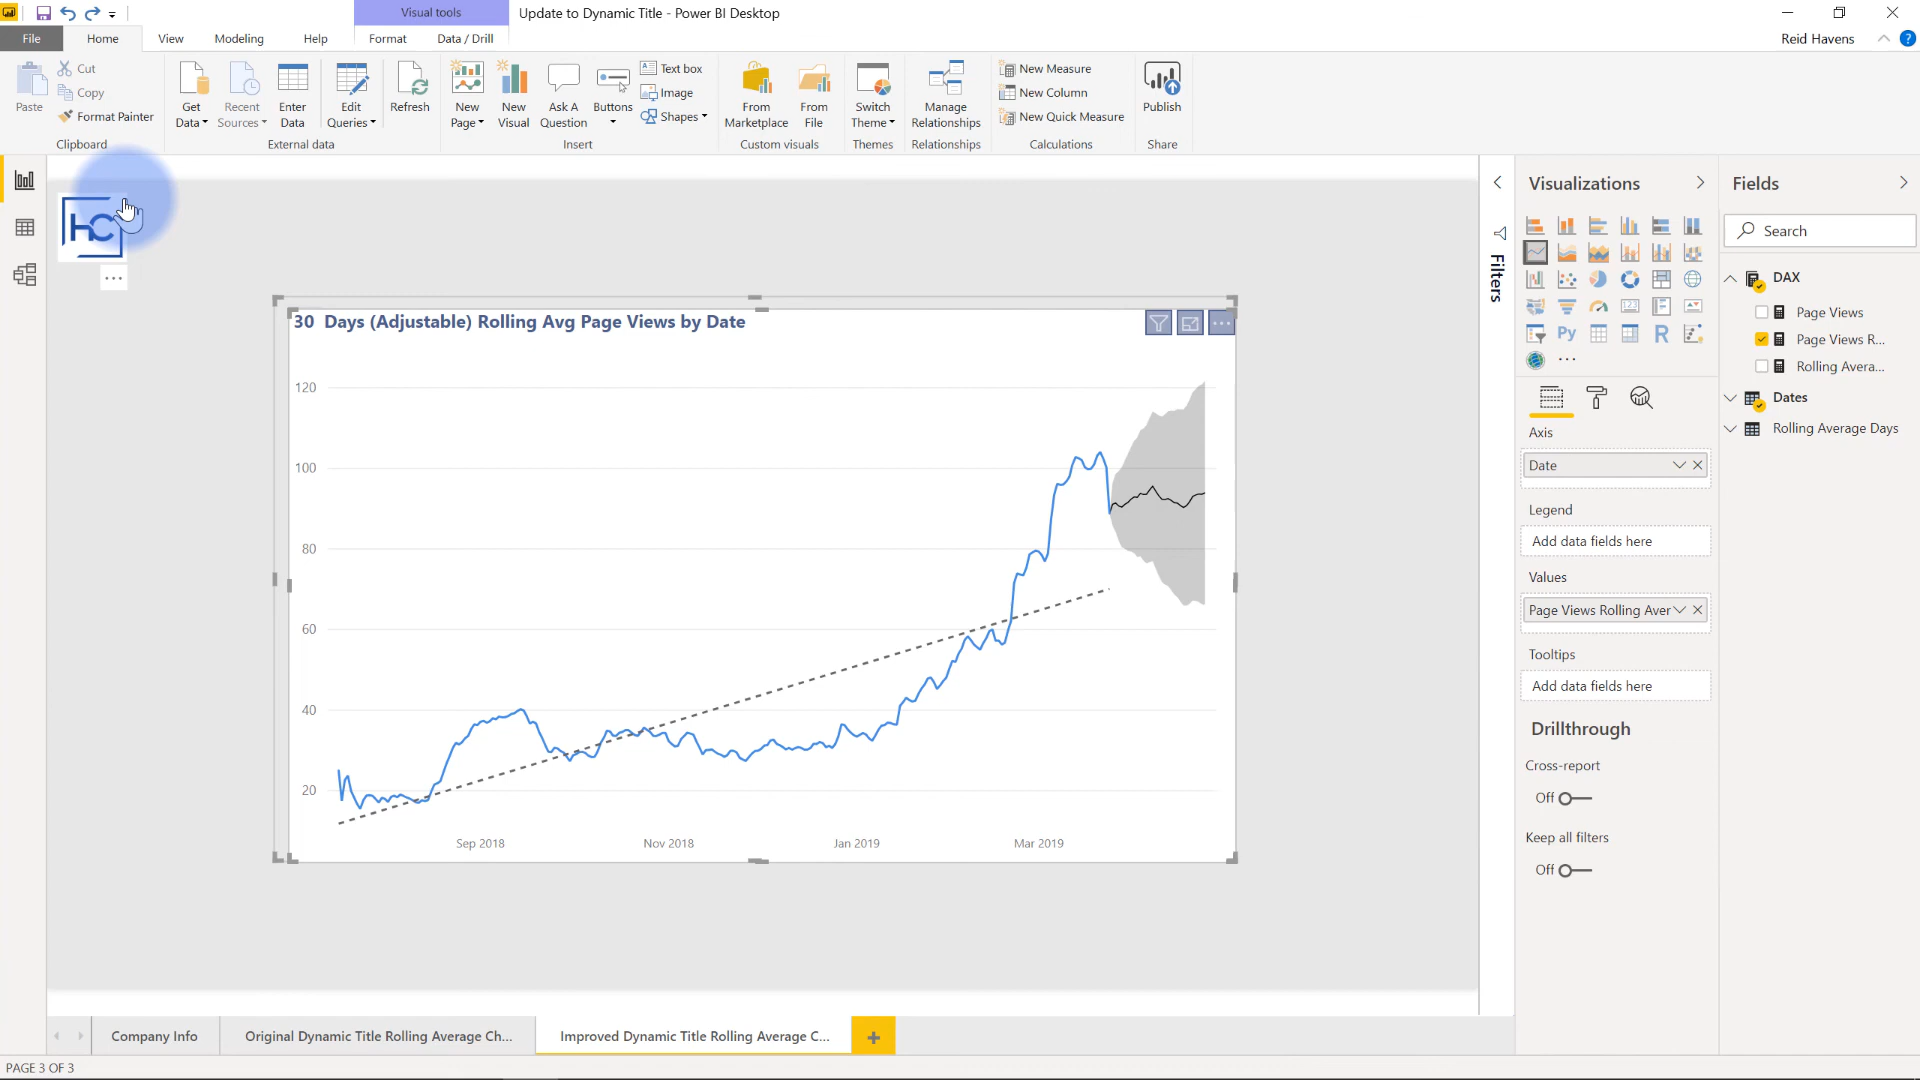 Visual tools
Update to Dynamic Title - Power BI Desktop
File
Home
View
Modeling
Help
Format
Data / Drill
Reid Havens
?
Paste
Cut
Copy
Format Painter
Clipboard
Get
Data
Recent
Sources
Enter
Data
Edit
Queries
Refresh
External data
New
Page
New
Visual
Ask A
Question
Buttons
Text box
Image
Shapes
Insert
From
Marketplace
From
File
Custom visuals
Switch
Theme
Themes
Manage
Relationships
Relationships
New Measure
New Column
New Quick Measure
Calculations
Publish
Share
HC
30 Days (Adjustable) Rolling Avg Page Views by Date
120
100
80
60
40
20
Sep 2018
Nov 2018
Jan 2019
Mar 2019
Filters
Visualizations
Py
R
Axis
Date
Legend
Add data fields here
Values
Page Views Rolling Aver
Tooltips
Add data fields here
Drillthrough
Cross-report
Off
Keep all filters
Off
Fields
Search
DAX
Page Views
Page Views R...
Rolling Avera...
Dates
Rolling Average Days
Company Info
Original Dynamic Title Rolling Average Ch...
Improved Dynamic Title Rolling Average C...
PAGE 3 OF 3